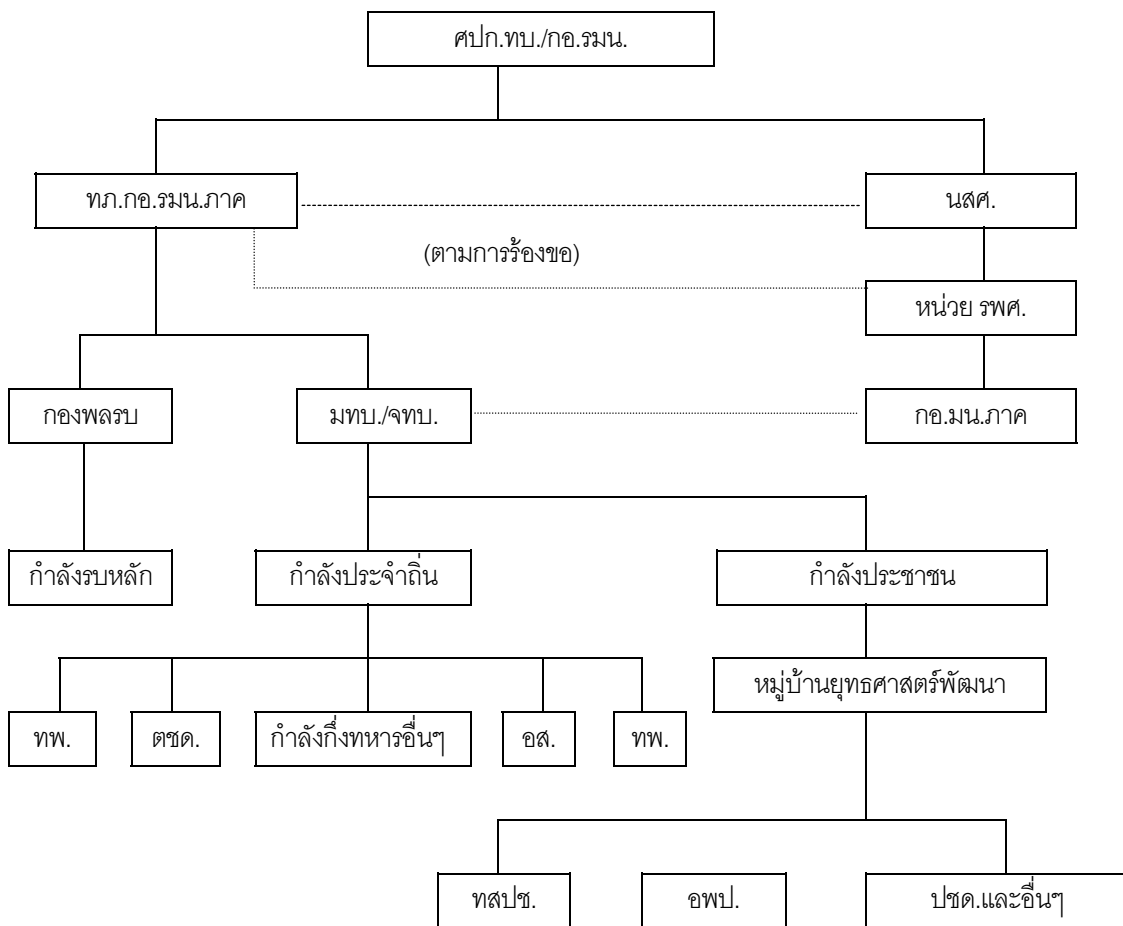 ศปก.ทบ./กอ.รมน.
ทภ.กอ.รมน.ภาค
นสศ.
(ตามการร้องขอ)
หน่วย รพศ.
กองพลรบ
มทบ./จทบ.
กอ.มน.ภาค
กำลังรบหลัก
กำลังประจำถิ่น
กำลังประชาชน
หมู่บ้านยุทธศาสตร์พัฒนา
ทพ.
ตชด.
กำลังกึ่งทหารอื่นๆ
อส.
ทพ.
ทสปช.
อพป.
ปชด.และอื่นๆ